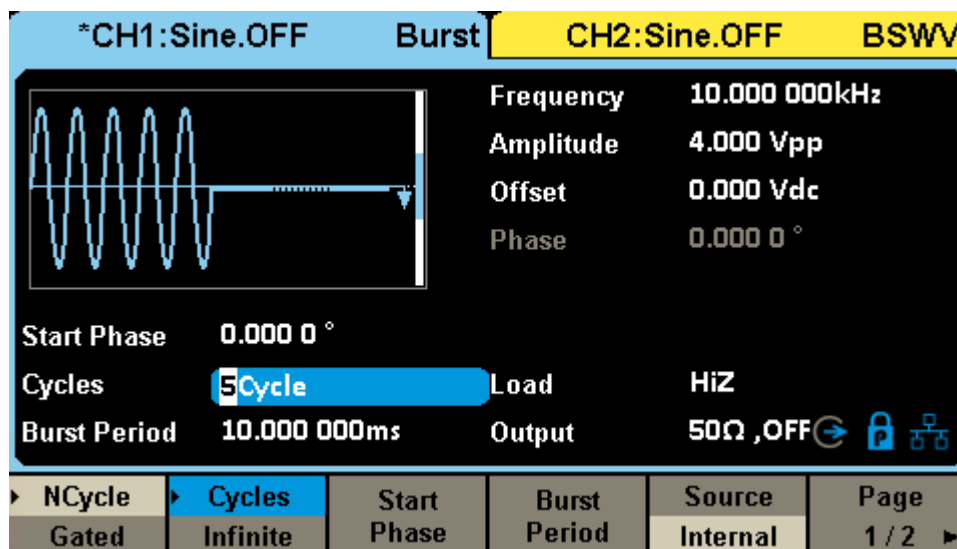 *CH1:Sine.OFF Burst CH2:Sine.OFF BSWV
Frequency 10.000 000kHz
Amplitude 4.000 Vpp
Offset 0.000 Vdc
Phase 0.000 0 °
Start Phase 0.000 0 °
Cycles 5Cycle Load HiZ
Burst Period 10.000 000ms Output 50Ω ,OFF P
NCycle Cycles Start Burst Source Page
Gated Infinite Phase Period Internal 1 / 2